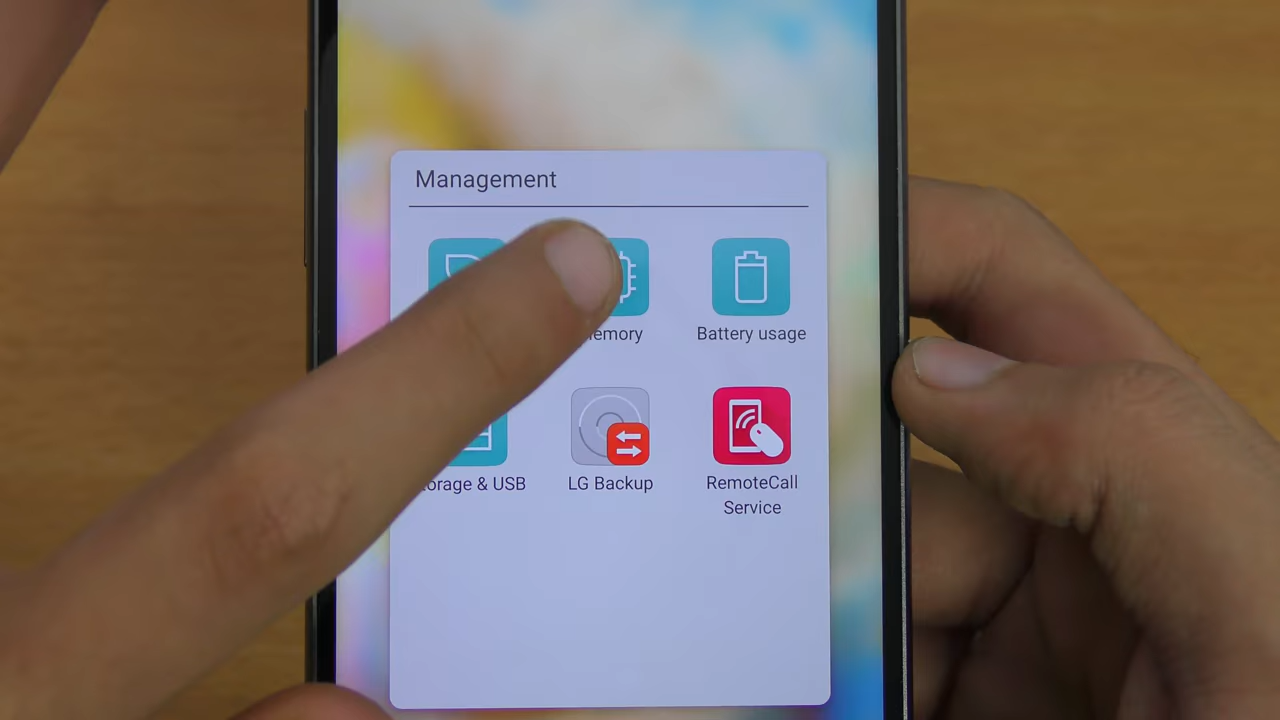 Management
emory
Battery usage
orage & USB
LG Backup
RemoteCall
Service